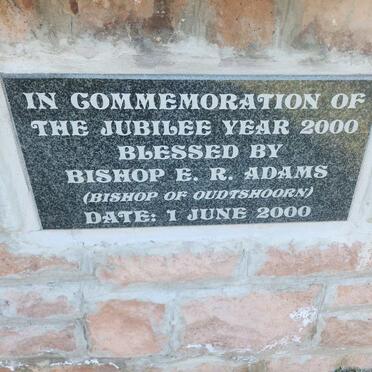 IN COMMEMORATION OF
THE JUBILEE YEAR 2000
BLESSED BY
BISHOP E. R. ADAMS
(BISHOP OF OUDTSHOORN)
DATE: 1 JUNE 2000